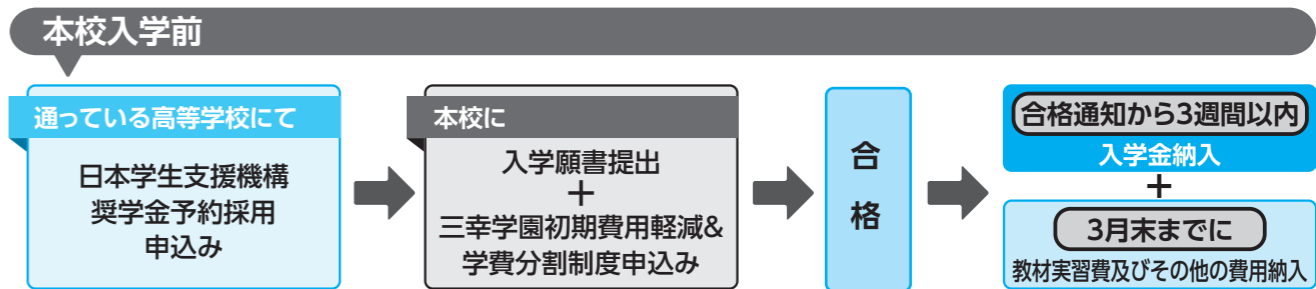 本校入学前
通っている高等学校にて
日本学生支援機構
奨学金予約採用
申込み
本校に
入学願書提出
+
三幸学園初期費用軽減&
学費分割制度申込み
合
格
合格通知から3週間以内
入学金納入
+
3月末までに
教材実習費及びその他の費用納入